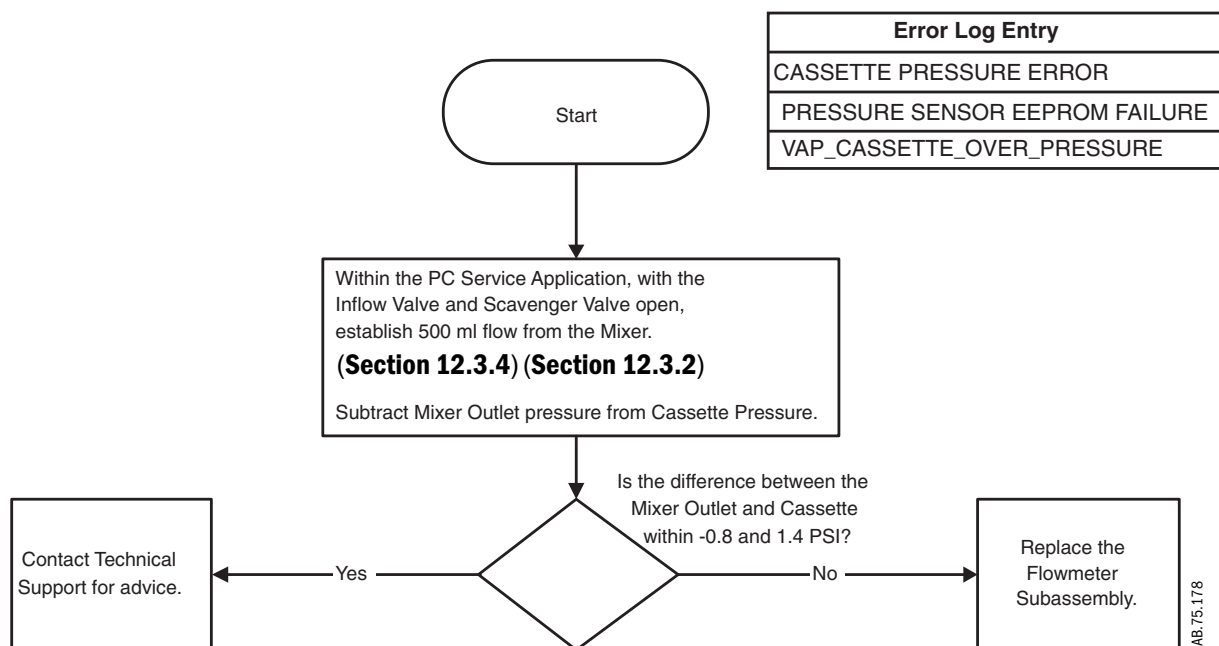 Error Log Entry
CASSETTE PRESSURE ERROR
PRESSURE SENSOR EEPROM FAILURE
VAP_CASSETTE_OVER_PRESSURE
Start
Within the PC Service Application, with the
Inflow Valve and Scavenger Valve open,
establish 500 ml flow from the Mixer.
(Section 12.3.4) (Section 12.3.2)
Subtract Mixer Outlet pressure from Cassette Pressure.
Is the difference between the
Mixer Outlet and Cassette
within -0.8 and 1.4 PSI?
Contact Technical
Support for advice.
Yes
No
Replace the
Flowmeter
Subassembly.
AB.75.178